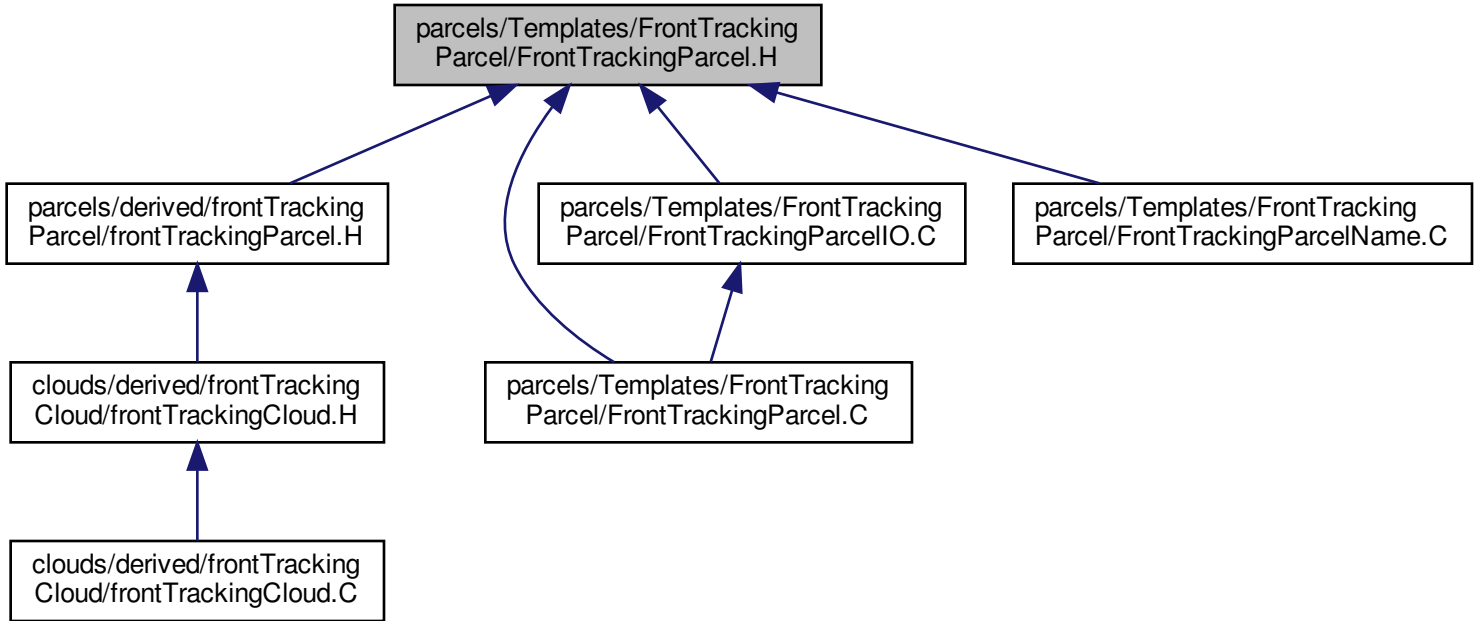 parcels/Templates/FrontTracking
Parcel/FrontTrackingParcel.H
parcels/derived/frontTracking
Parcel/frontTrackingParcel.H
parcels/Templates/FrontTracking
Parcel/FrontTrackingParcelIO.C
parcels/Templates/FrontTracking
Parcel/FrontTrackingParcelName.C
clouds/derived/frontTracking
Cloud/frontTrackingCloud.H
parcels/Templates/FrontTracking
Parcel/FrontTrackingParcel.C
clouds/derived/frontTracking
Cloud/frontTrackingCloud.C